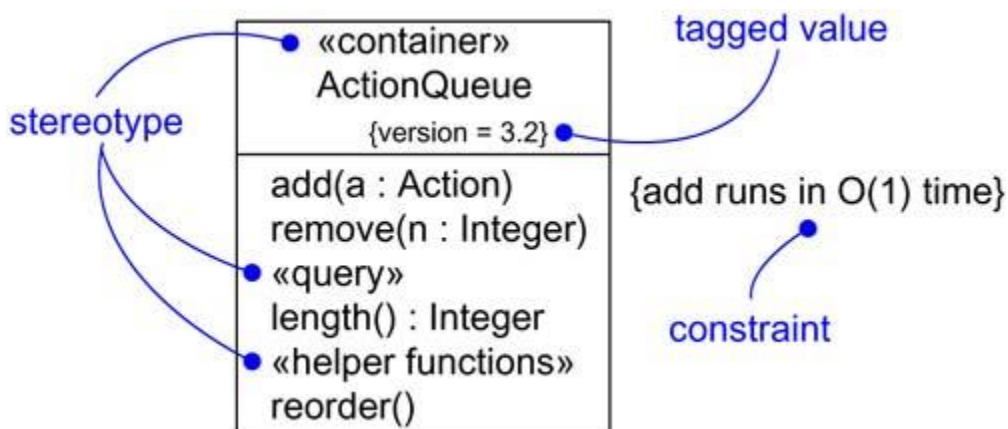 tagged value
«container»
ActionQueue
stereotype
{version = 3.2}
add(a : Action)
{add runs in O(1) time}
remove(n : Integer)
«query»
length() : Integer
constraint
«helper functions»
reorder()